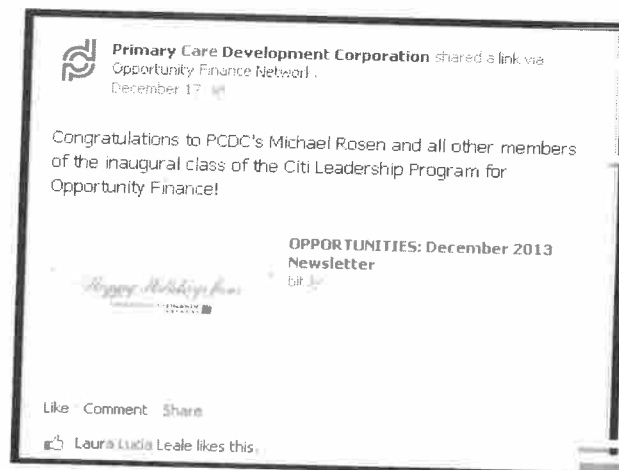 Primary Care Development Corporation shared a link via
Opportunity Finance Network.
December 17
Congratulations to PCDC's Michael Rosen and all other members
of the inaugural class of the Citi Leadership Program for
Opportunity Finance!
OPPORTUNITIES: December 2013
Newsletter
bit.ly
Happy Holidays from
Like Comment Share
Laura Lucia Leale likes this.